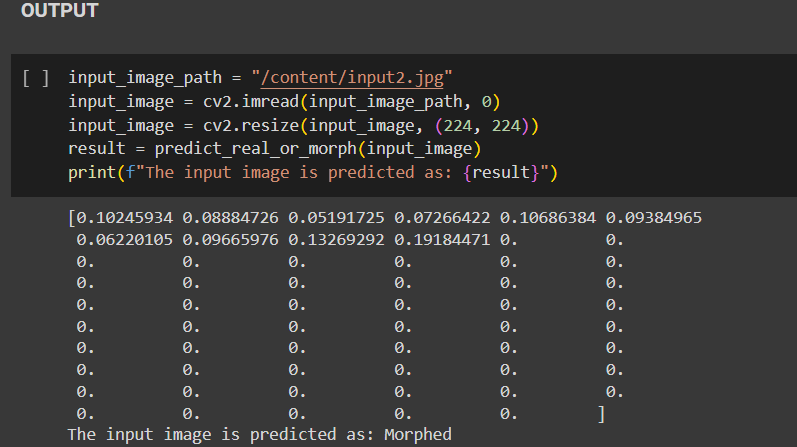 OUTPUT
[ ] input_image_path = "/content/input2.jpg"
input_image = cv2.imread(input_image_path, 0)
input_image = cv2.resize(input_image, (224, 224))
result = predict_real_or_morph(input_image)
print(f"The input image is predicted as: {result}")
[0.10245934 0.08884726 0.05191725 0.07266422 0.10686384 0.09384965
0.06220105 0.09665976 0.13269292 0.19184471 0. 0.
0. 0. 0. 0. 0. 0.
0. 0. 0. 0. 0. 0.
0. 0. 0. 0. 0. 0.
0. 0. 0. 0. 0. 0.
0. 0. 0. 0. 0. 0.
0. 0. 0. 0. 0. 0.
0. 0. 0. 0. 0. 0.
0. 0. 0. 0. 0. ]
The input image is predicted as: Morphed